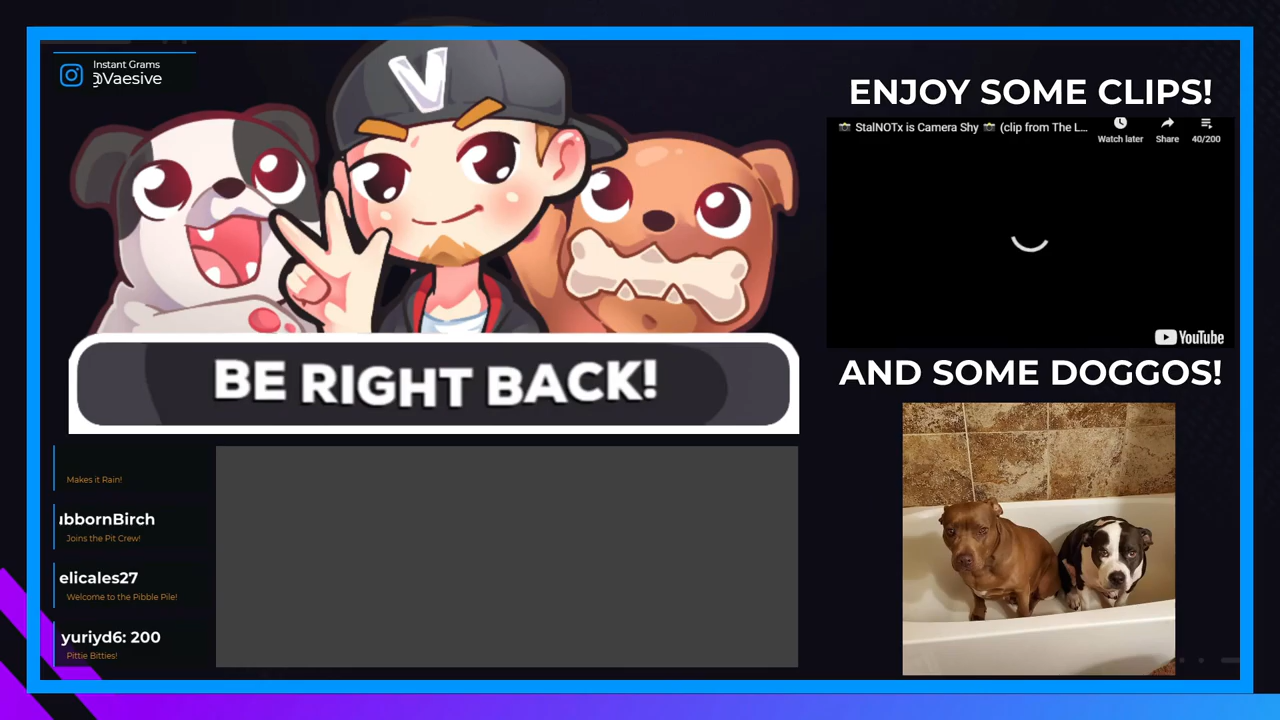 Instant Grams
@Vaesive
V
BE RIGHT BACK!
Makes it Rain!
bbornBirch
Joins the Pit Crew!
elicales27
Welcome to the Pibble Pile!
yuriyd6: 200
Pittie Bitties!
ENJOY SOME CLIPS!
📸 StalNOTx is Camera Shy 📸 (clip from The L...
Watch later
Share
40/200
YouTube
AND SOME DOGGOS!